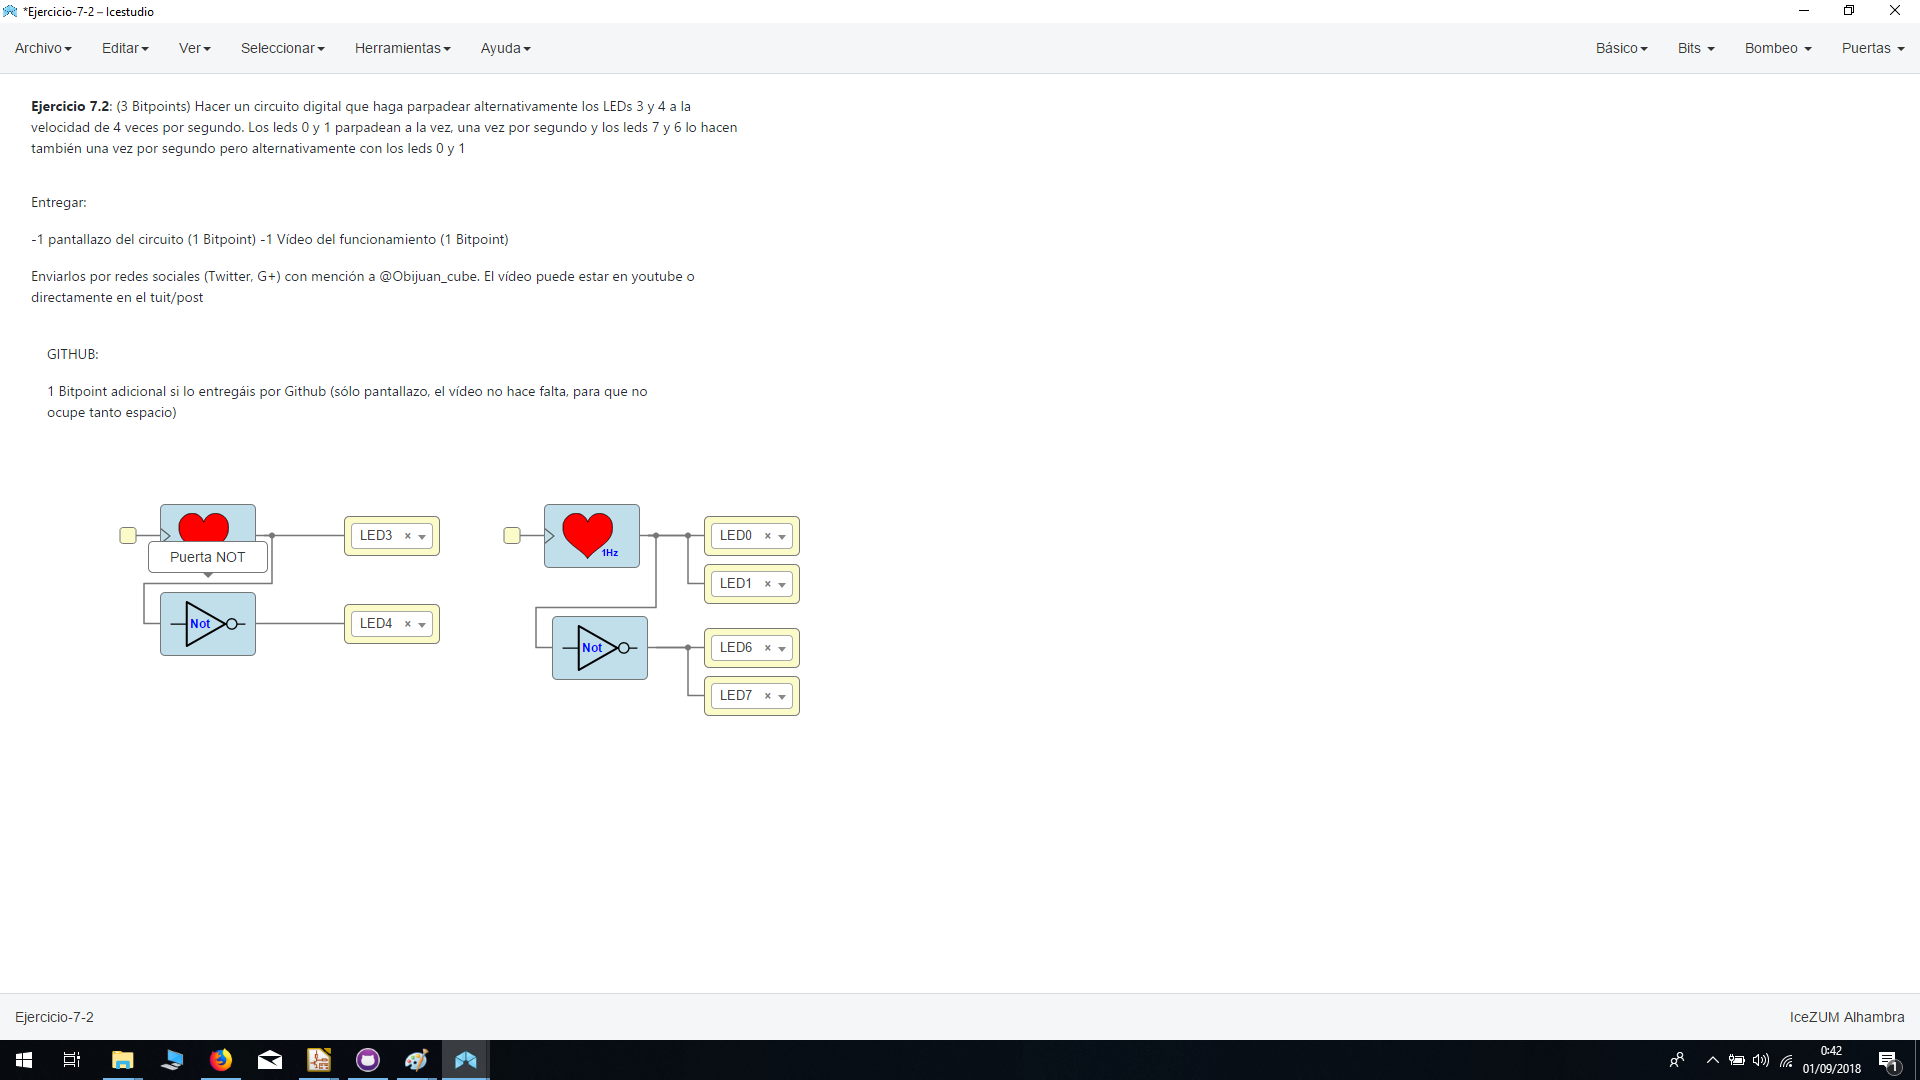 *Ejercicio-7-2 – Icestudio
Archivo Editar Ver Seleccionar Herramientas Ayuda Básico Bits Bombeo Puertas
Ejercicio 7.2: (3 Bitpoints) Hacer un circuito digital que haga parpadear alternativamente los LEDs 3 y 4 a la
velocidad de 4 veces por segundo. Los leds 0 y 1 parpadean a la vez, una vez por segundo y los leds 7 y 6 lo hacen
también una vez por segundo pero alternativamente con los leds 0 y 1
Entregar:
-1 pantallazo del circuito (1 Bitpoint) -1 Vídeo del funcionamiento (1 Bitpoint)
Enviarlos por redes sociales (Twitter, G+) con mención a @Obijuan_cube. El vídeo puede estar en youtube o
directamente en el tuit/post
GITHUB:
1 Bitpoint adicional si lo entregáis por Github (sólo pantallazo, el vídeo no hace falta, para que no
ocupe tanto espacio)
LED3
Puerta NOT
Not
LED4
1Hz
LED0
LED1
Not
LED6
LED7
Ejercicio-7-2
IceZUM Alhambra
0:42
01/09/2018
1